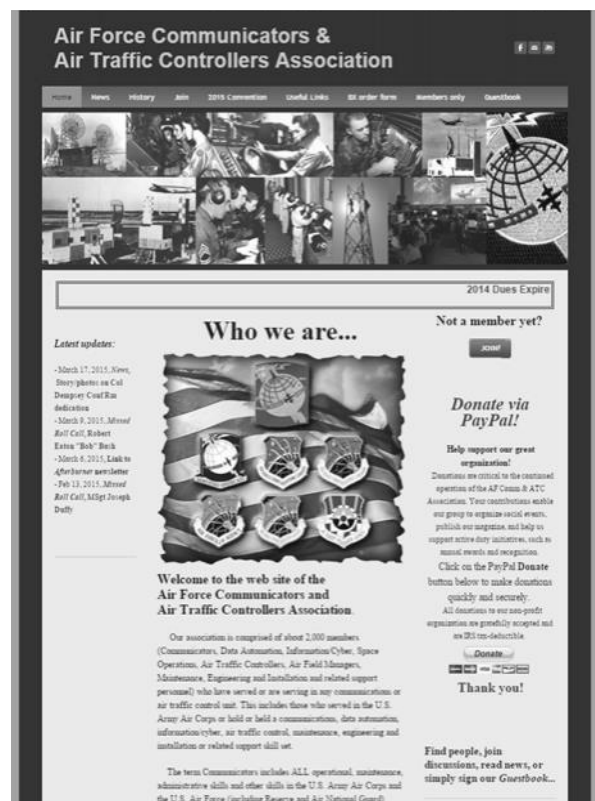 Air Force Communicators &
Air Traffic Controllers Association
Home News History Join 2015 Convention Useful Links BX order form Members only Guestbook
2014 Dues Expire
Latest updates:
- March 17, 2015, News,
Story/photos on Col
Dempsey Conf Rm
dedication
- March 9, 2015, Missed
Roll Call, Robert
Eaton "Bob" Bush
- March 6, 2015, Link to
Afterburner newsletter
- Feb 13, 2015, Missed
Roll Call, MSgt Joseph
Duffy
Who we are...
Welcome to the web site of the
Air Force Communicators and
Air Traffic Controllers Association.
Our association is comprised of about 2,000 members
(Communicators, Data Automation, Information/Cyber, Space
Operations, Air Traffic Controllers, Air Field Managers,
Maintenance, Engineering and Installation and related support
personnel) who have served or are serving in any communications or
air traffic control unit. This includes those who served in the U.S.
Army Air Corps or hold or held a communications, data automation,
information/cyber, air traffic control, maintenance, engineering and
installation or related support skill set.
The term Communicators includes ALL operational, maintenance,
administrative skills and other skills in the U.S. Army Air Corps and
the U.S. Air Force (including Reserve and Air National Guard)
Not a member yet?
JOIN!
Donate via
PayPal!
Help support our great
organization!
Donations are critical to the continued
operation of the AF Comm & ATC
Association. Your contributions enable
our group to organize social events,
publish our magazine, and help us
support active duty initiatives, such as
annual awards and recognition.
Click on the PayPal Donate
button below to make donations
quickly and securely.
All donations to our non-profit
organization are gratefully accepted and
are IRS tax-deductible.
Donate
VISA
Thank you!
Find people, join
discussions, read news, or
simply sign our Guestbook...